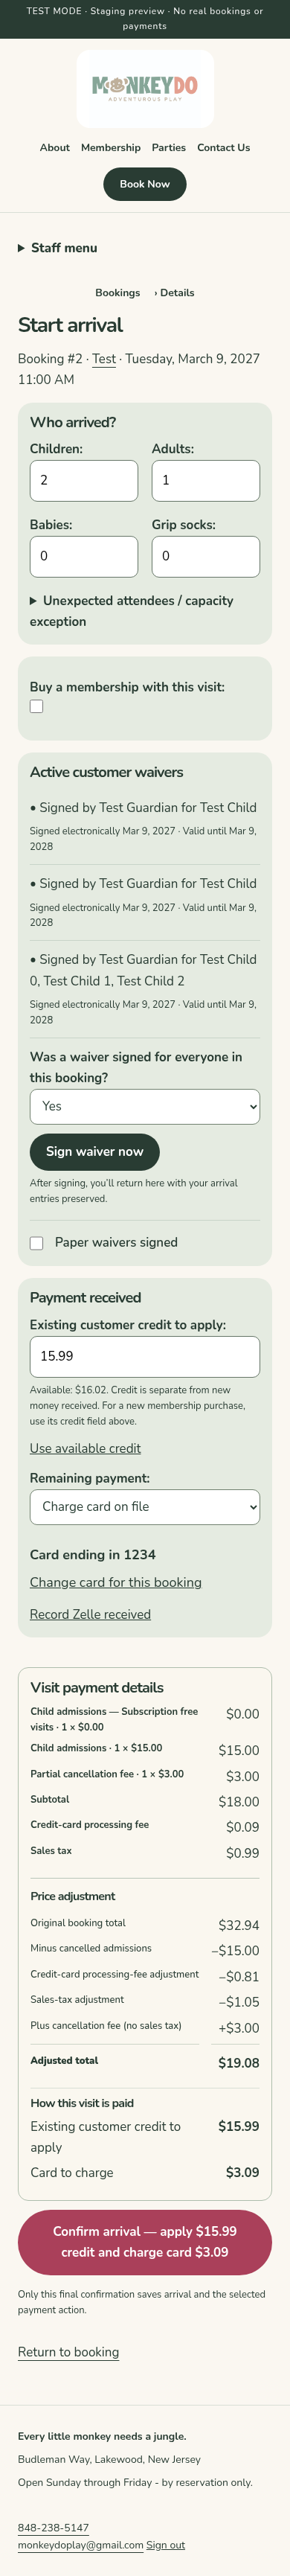 TEST MODE · Staging preview · No real bookings or
payments
MONKEYDO
ADVENTUROUS PLAY
About Membership Parties Contact Us
Book Now
▶ Staff menu
Bookings › Details
Start arrival
Booking #2 · Test · Tuesday, March 9, 2027
11:00 AM
Who arrived?
Children: Adults:
2 1
Babies: Grip socks:
0 0
▶ Unexpected attendees / capacity
exception
Buy a membership with this visit:
Active customer waivers
• Signed by Test Guardian for Test Child
Signed electronically Mar 9, 2027 · Valid until Mar 9,
2028
• Signed by Test Guardian for Test Child
Signed electronically Mar 9, 2027 · Valid until Mar 9,
2028
• Signed by Test Guardian for Test Child
0, Test Child 1, Test Child 2
Signed electronically Mar 9, 2027 · Valid until Mar 9,
2028
Was a waiver signed for everyone in
this booking?
Yes
Sign waiver now
After signing, you’ll return here with your arrival
entries preserved.
Paper waivers signed
Payment received
Existing customer credit to apply:
15.99
Available: $16.02. Credit is separate from new
money received. For a new membership purchase,
use its credit field above.
Use available credit
Remaining payment:
Charge card on file
Card ending in 1234
Change card for this booking
Record Zelle received
Visit payment details
Child admissions — Subscription free
visits · 1 × $0.00 $0.00
Child admissions · 1 × $15.00 $15.00
Partial cancellation fee · 1 × $3.00 $3.00
Subtotal $18.00
Credit-card processing fee $0.09
Sales tax $0.99
Price adjustment
Original booking total $32.94
Minus cancelled admissions −$15.00
Credit-card processing-fee adjustment −$0.81
Sales-tax adjustment −$1.05
Plus cancellation fee (no sales tax) +$3.00
Adjusted total $19.08
How this visit is paid
Existing customer credit to $15.99
apply
Card to charge $3.09
Confirm arrival — apply $15.99
credit and charge card $3.09
Only this final confirmation saves arrival and the selected
payment action.
Return to booking
Every little monkey needs a jungle.
Budleman Way, Lakewood, New Jersey
Open Sunday through Friday - by reservation only.
848-238-5147
monkeydoplay@gmail.com Sign out